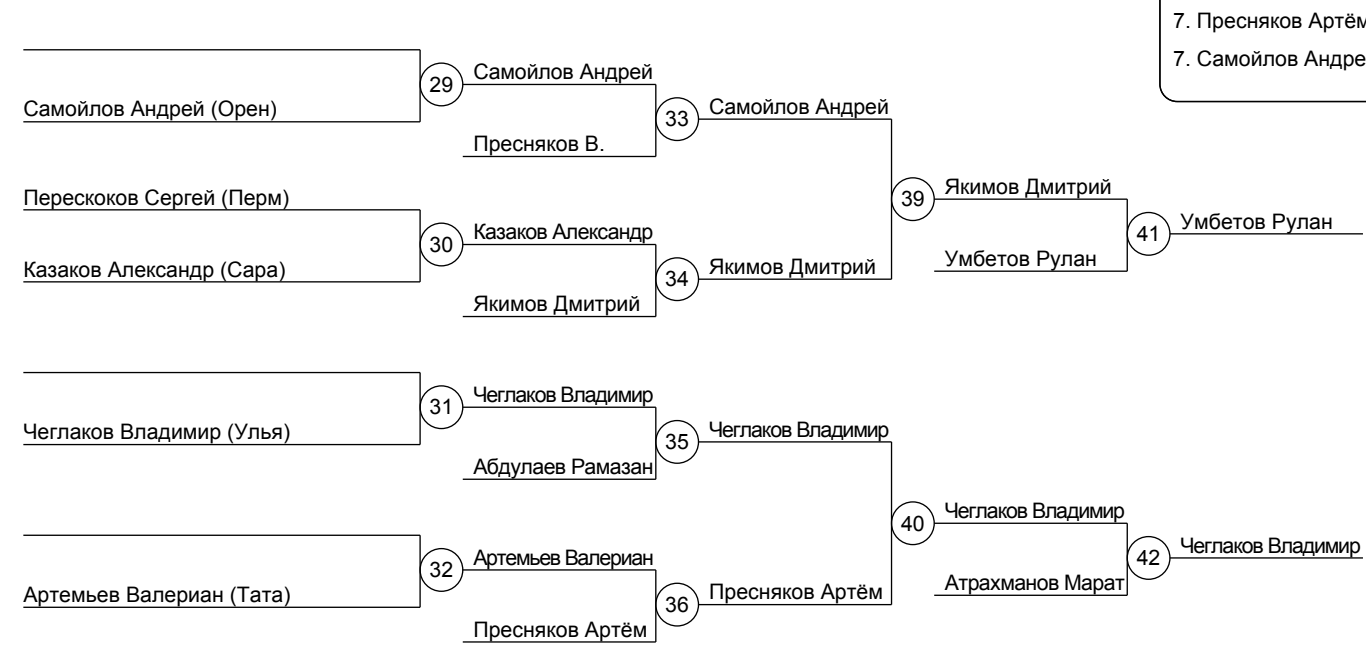 7. Пресняков Артём
7. Самойлов Андре
Самойлов Андрей (Орен)
29
Самойлов Андрей
Пресняков В.
33
Самойлов Андрей
Перескоков Сергей (Перм)
Казаков Александр (Сара)
30
Казаков Александр
Якимов Дмитрий
34
Якимов Дмитрий
39
Якимов Дмитрий
Умбетов Рулан
41
Умбетов Рулан
Чеглаков Владимир (Улья)
31
Чеглаков Владимир
Абдулаев Рамазан
35
Чеглаков Владимир
Артемьев Валериан (Тата)
32
Артемьев Валериан
Пресняков Артём
36
Пресняков Артём
40
Чеглаков Владимир
Атрахманов Марат
42
Чеглаков Владимир